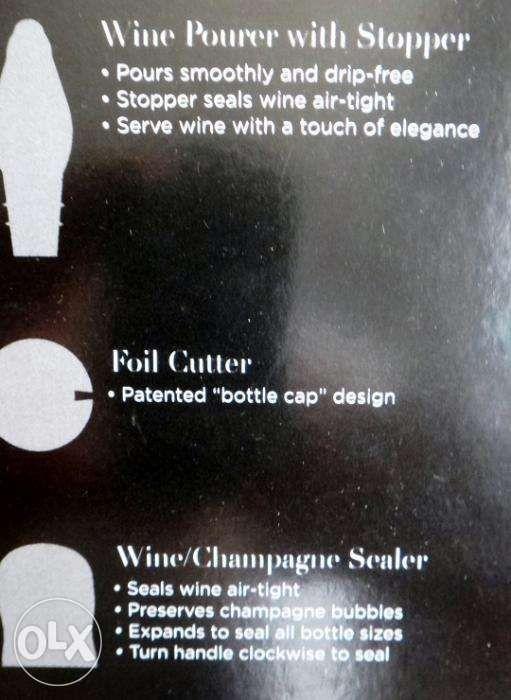 Wine Pourer with Stopper
• Pours smoothly and drip-free
• Stopper seals wine air-tight
• Serve wine with a touch of elegance
Foil Cutter
• Patented "bottle cap" design
Wine/Champagne Sealer
• Seals wine air-tight
• Preserves champagne bubbles
• Expands to seal all bottle sizes
• Turn handle clockwise to seal
OLX